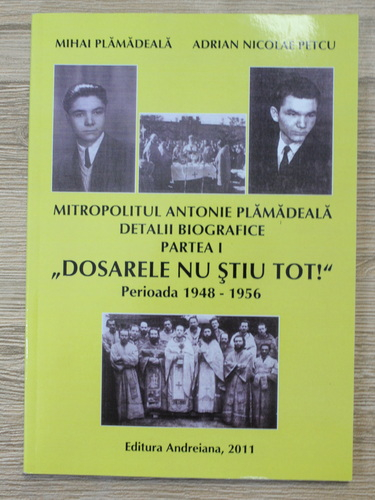 MIHAI PLĂMĂDEALĂ ADRIAN NICOLAE PETCU
MITROPOLITUL ANTONIE PLĂMĂDEALĂ
DETALII BIOGRAFICE
PARTEA I
„DOSARELE NU ŞTIU TOT!“
Perioada 1948 - 1956
Editura Andreiana, 2011